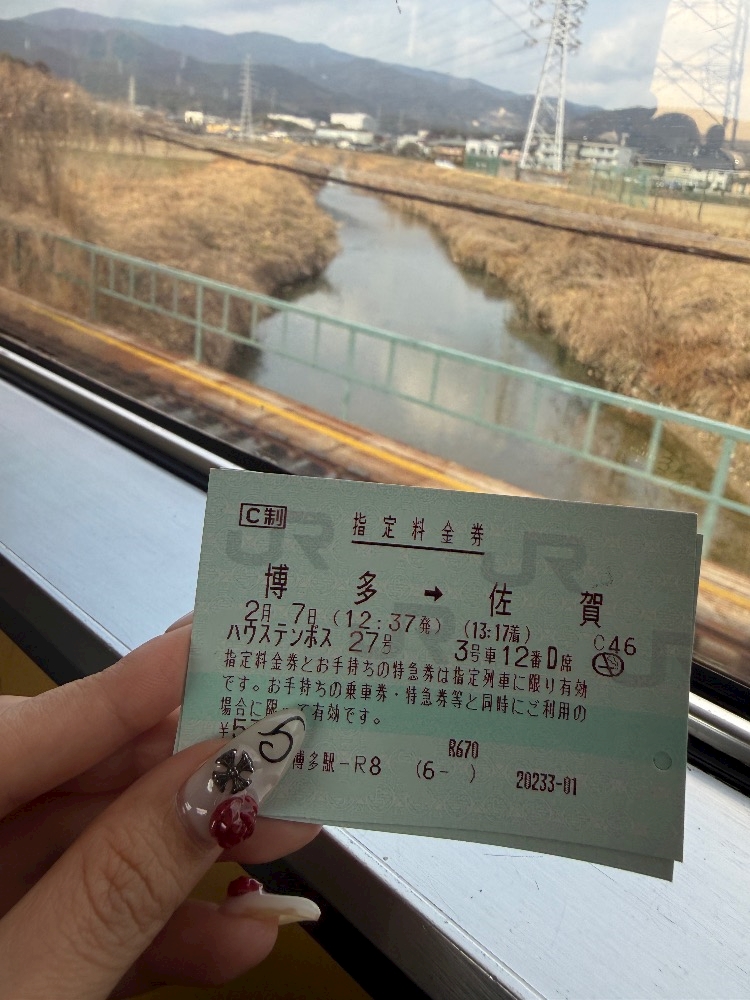 C制 指定料金券
博多 → 佐賀
2月 7日 (12:37発) (13:17着) C46
ハウステンボス 27号 3号車12番D席
指定料金券とお手持ちの特急券は指定列車に限り有効
です。お手持ちの乗車券・特急券等と同時にご利用の
場合に限って有効です。
¥5
R670
博多駅-R8 (6- ) 20233-01
JR JR